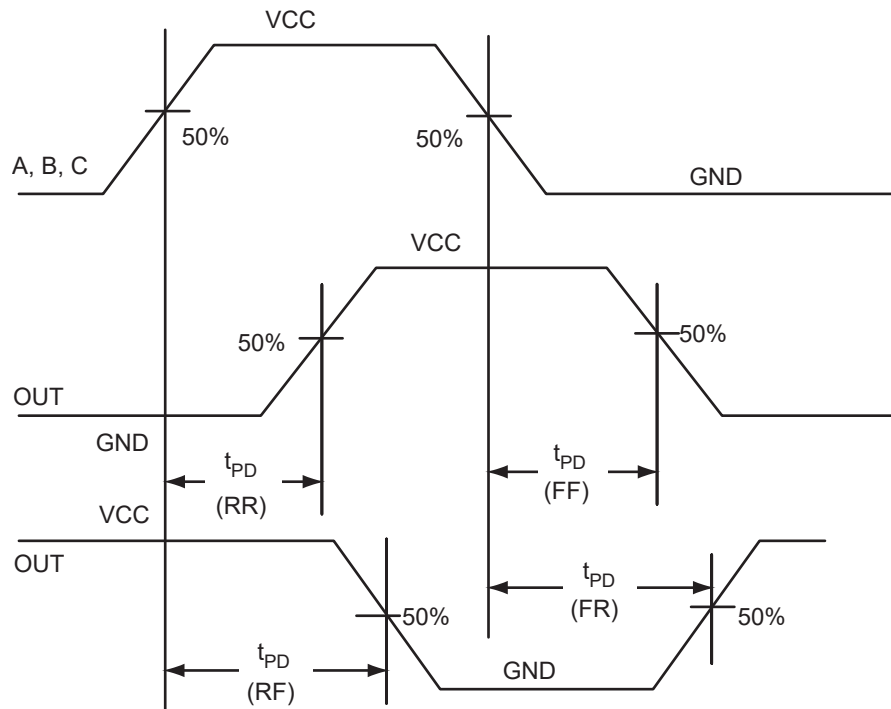 VCC
50%
50%
A, B, C
GND
VCC
50%
50%
OUT
GND
tPD
(RR)
tPD
(FF)
VCC
OUT
tPD
(FR)
50%
50%
tPD
(RF)
GND